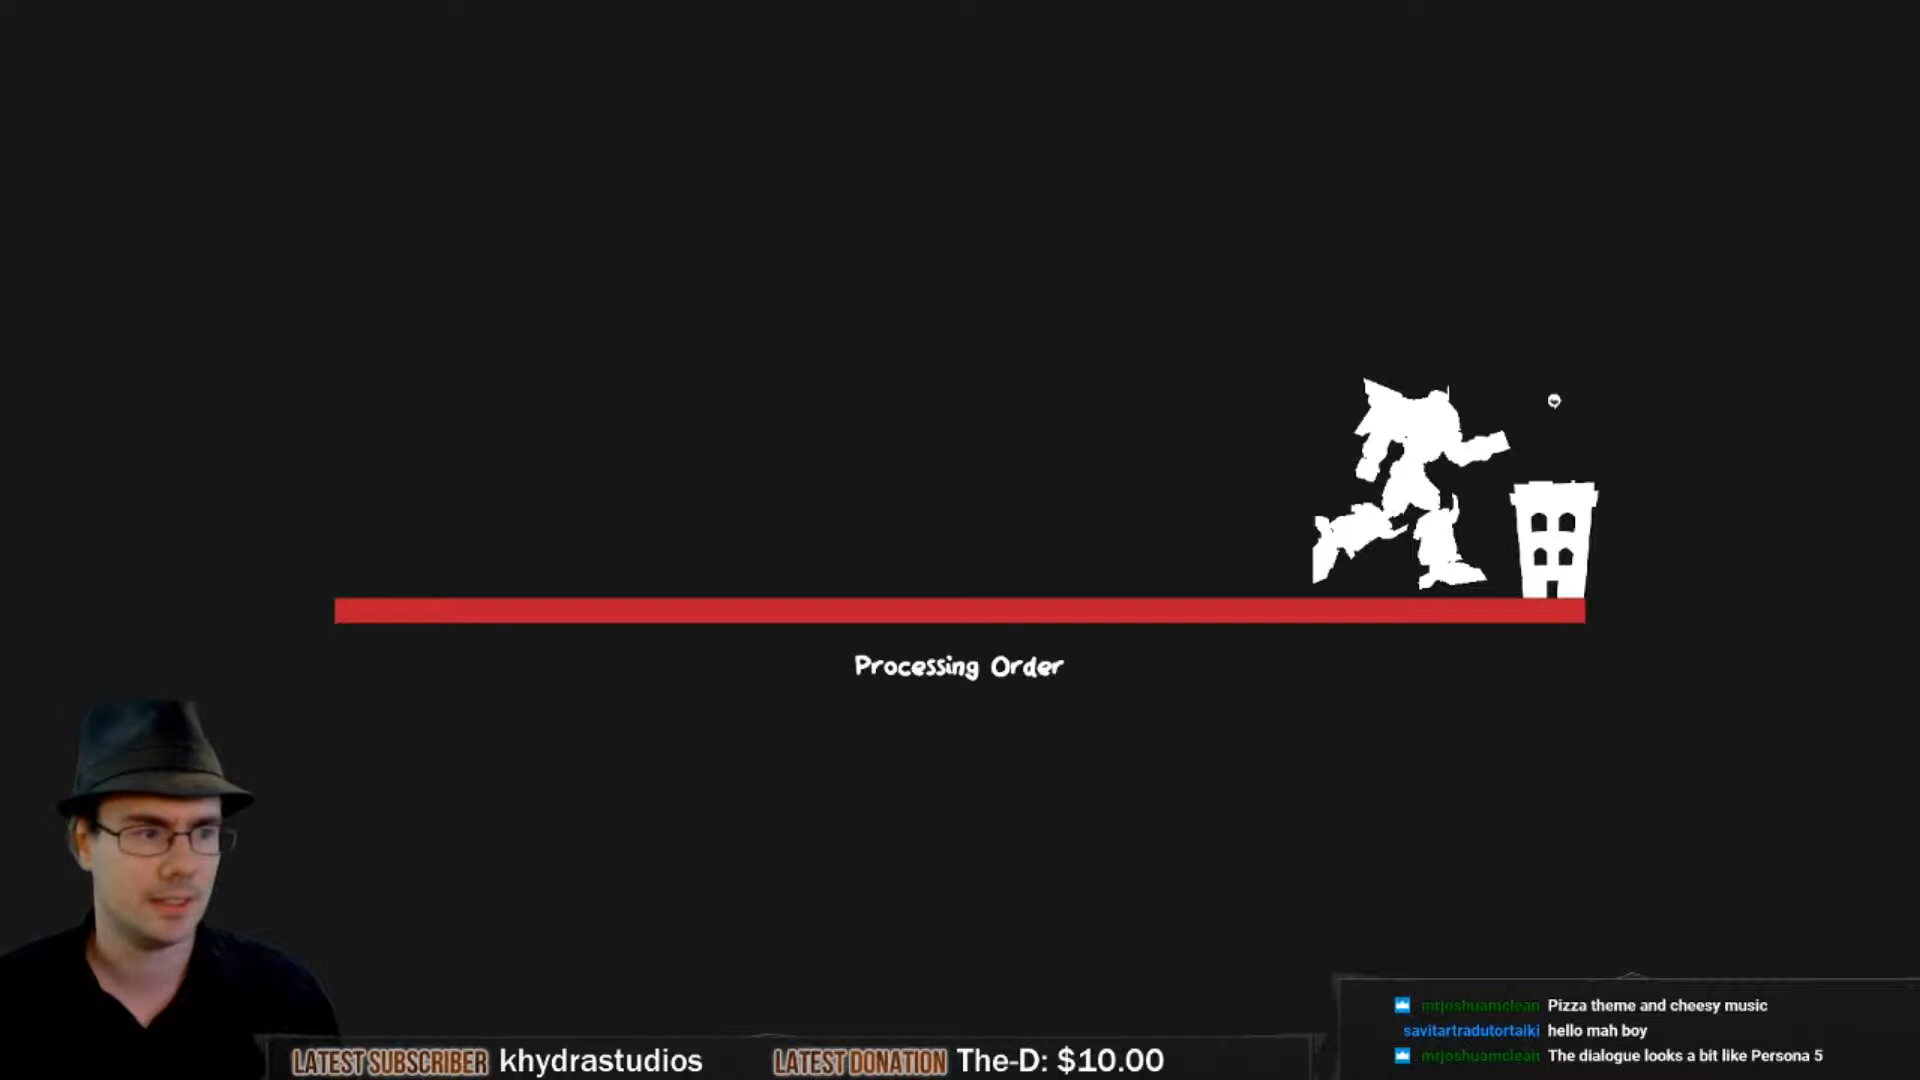 Processing Order
mrjoshuamclean Pizza theme and cheesy music
savitartradutortaiki hello mah boy
mrjoshuamclean The dialogue looks a bit like Persona 5
LATEST SUBSCRIBER khydrastudios LATEST DONATION The-D: $10.00